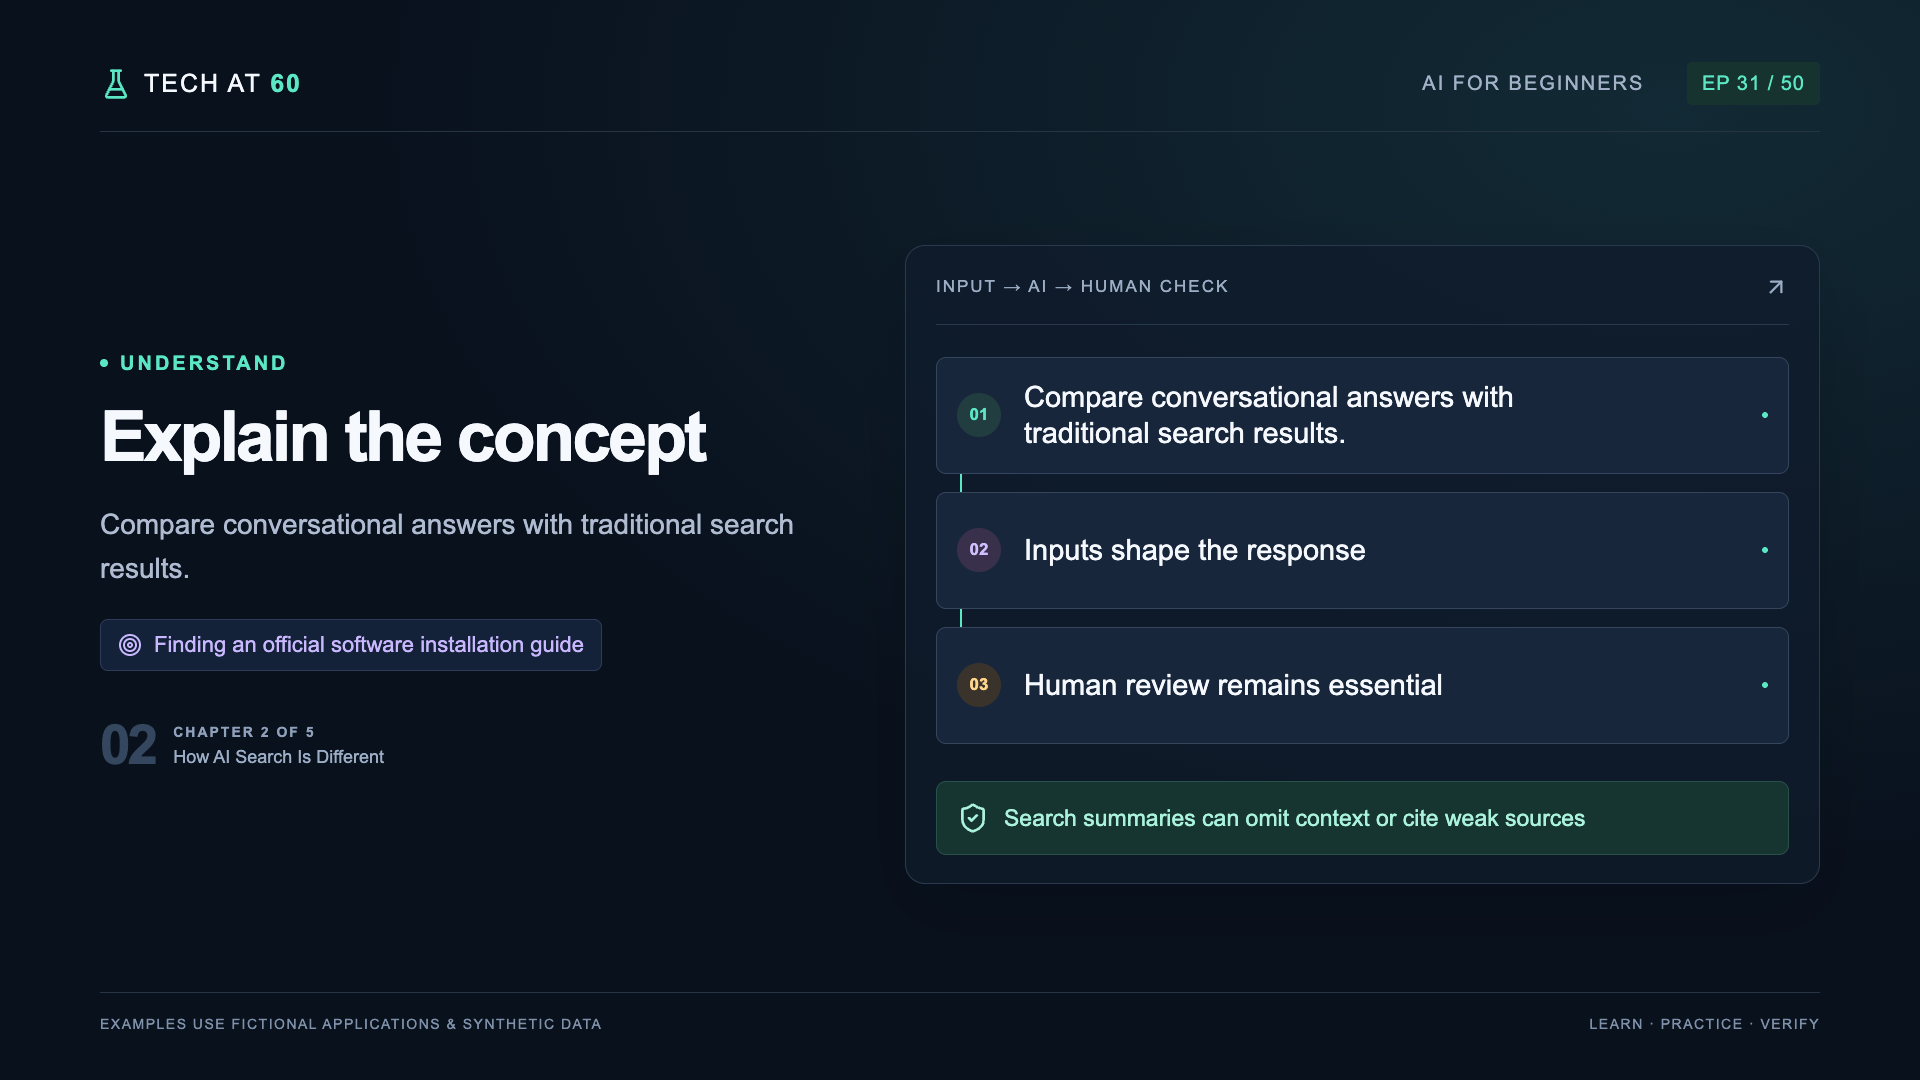 TECH AT 60
AI FOR BEGINNERS
EP 31 / 50
UNDERSTAND
Explain the concept
Compare conversational answers with traditional search
results.
Finding an official software installation guide
02
CHAPTER 2 OF 5
How AI Search Is Different
INPUT → AI → HUMAN CHECK
01
Compare conversational answers with
traditional search results.
02
Inputs shape the response
03
Human review remains essential
Search summaries can omit context or cite weak sources
EXAMPLES USE FICTIONAL APPLICATIONS & SYNTHETIC DATA
LEARN · PRACTICE · VERIFY